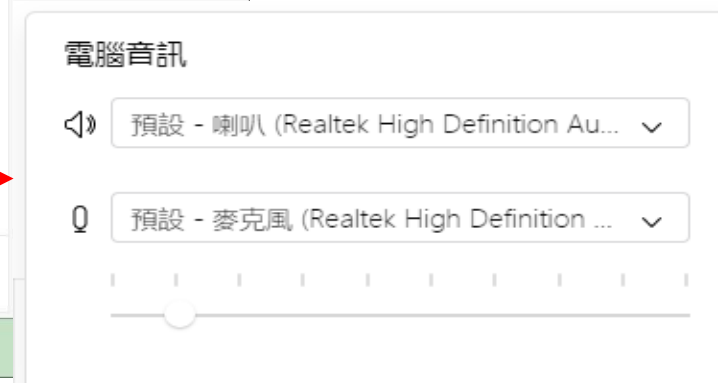 電腦音訊
預設 - 喇叭 (Realtek High Definition Au...
預設 - 麥克風 (Realtek High Definition ...